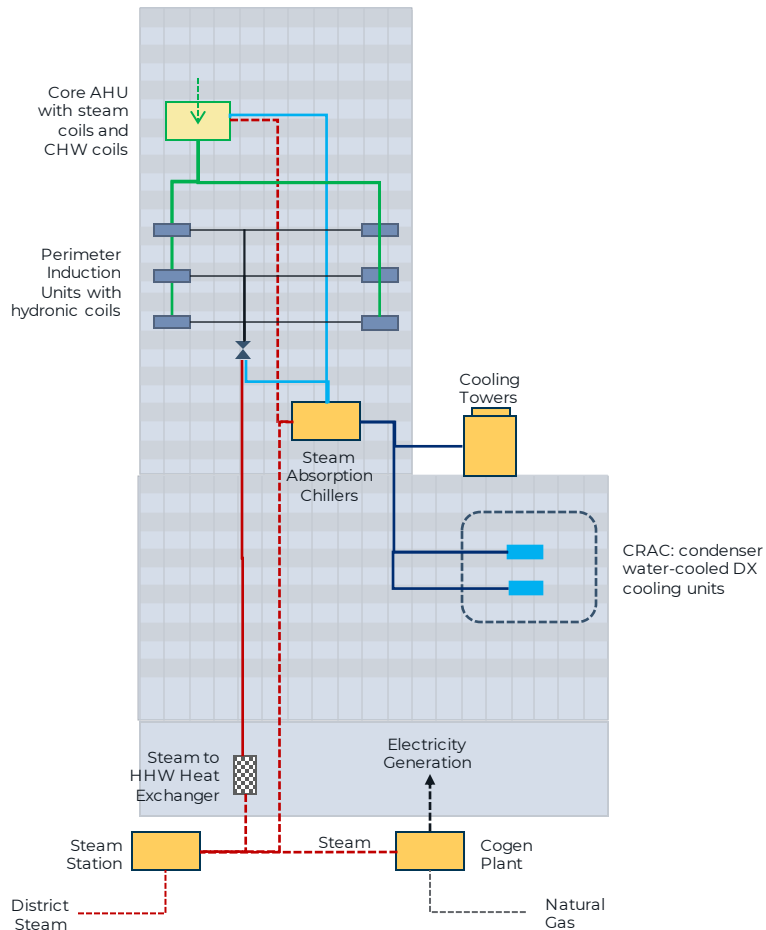 Core AHU
with steam
coils and
CHW coils
Perimeter
Induction
Units with
hydronic coils
Cooling
Towers
Steam
Absorption
Chillers
CRAC: condenser
water-cooled DX
cooling units
Electricity
Generation
Steam to
HHW Heat
Exchanger
Steam
Station
Steam
Cogen
Plant
District
Steam
Natural
Gas